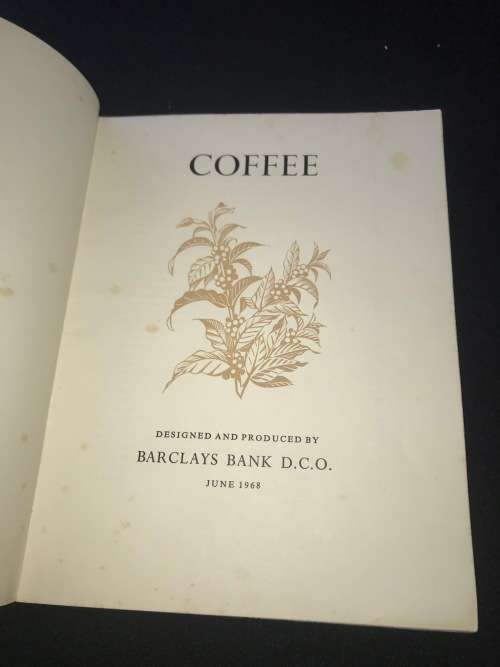 COFFEE
DESIGNED AND PRODUCED BY
BARCLAYS BANK D.C.O.
JUNE 1968